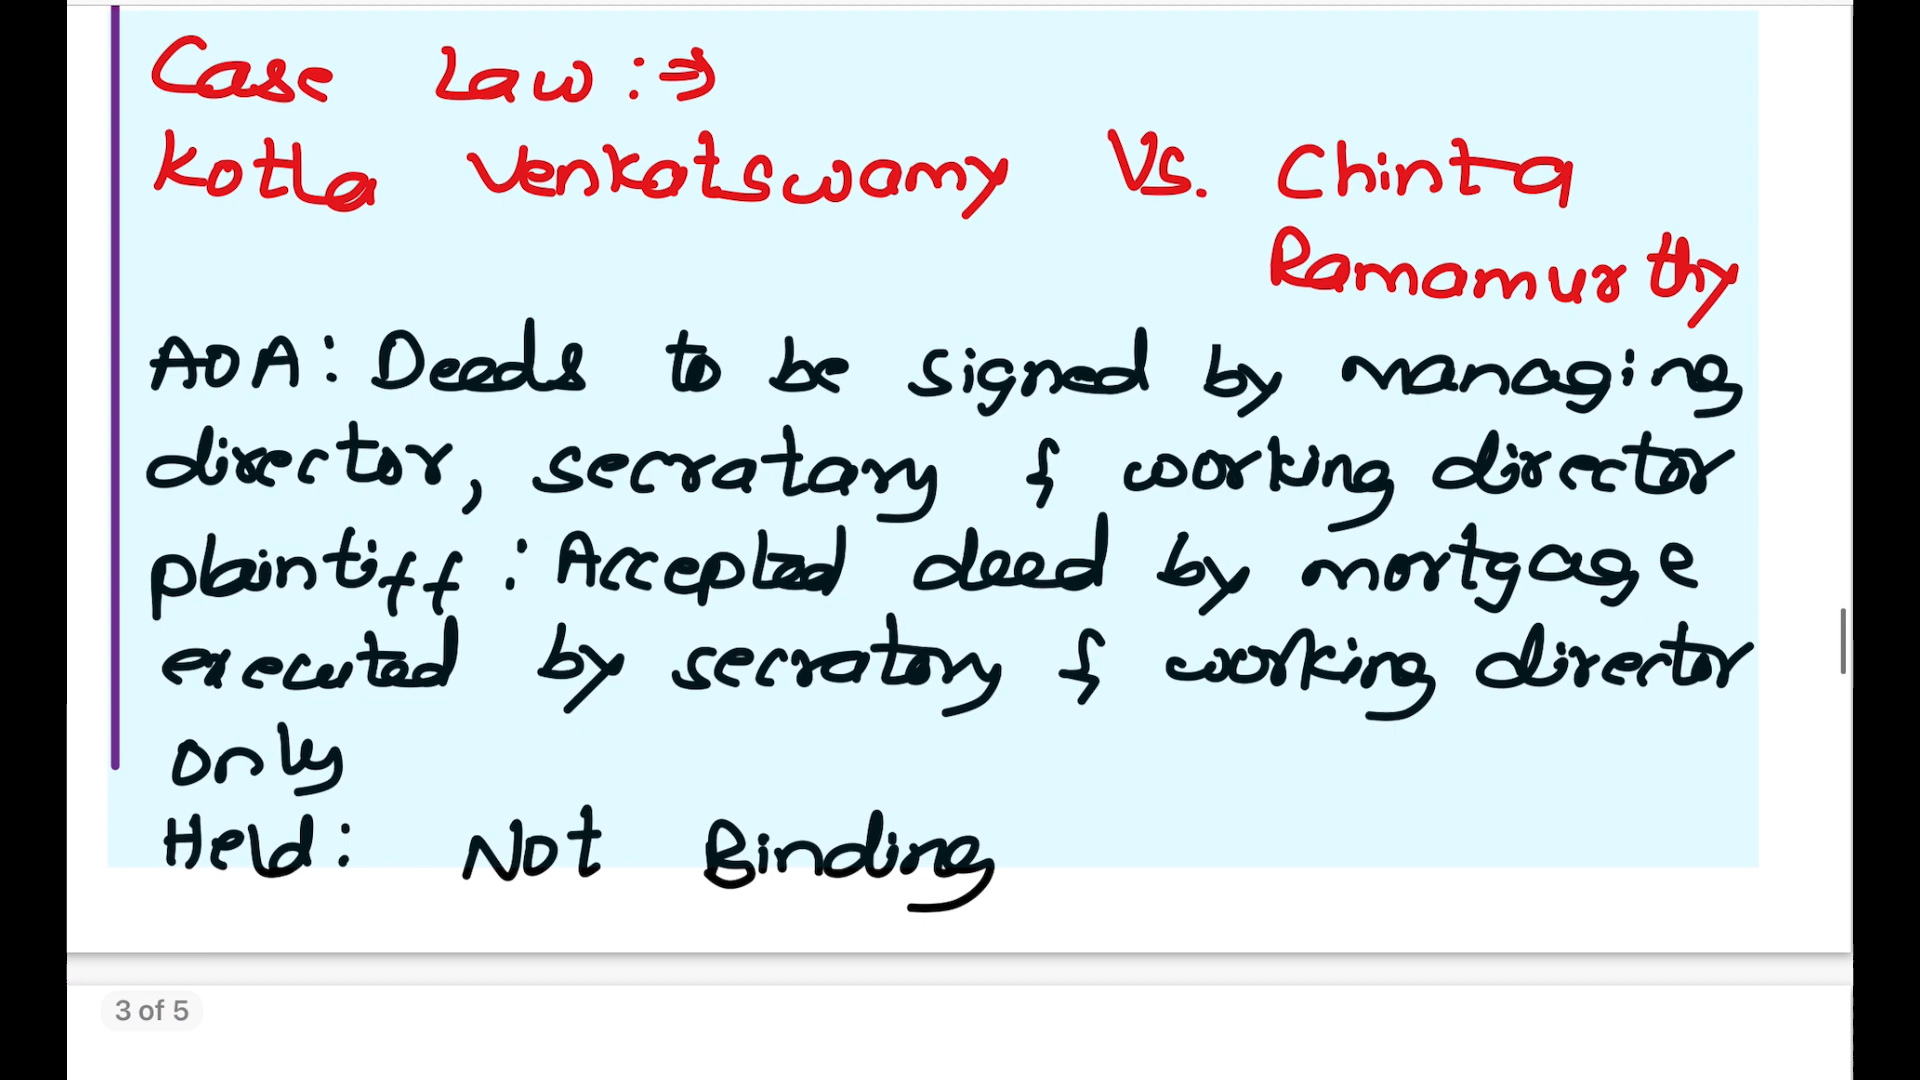 Case Law :⇒
Kotla Venkatswamy Vs. Chinta
Ramamurthy
AOA: Deeds to be signed by managing
director, secratary & working director
plaintiff : Accepted deed by mortgage
executed by secratory & working director
only
Held: Not Binding
3 of 5